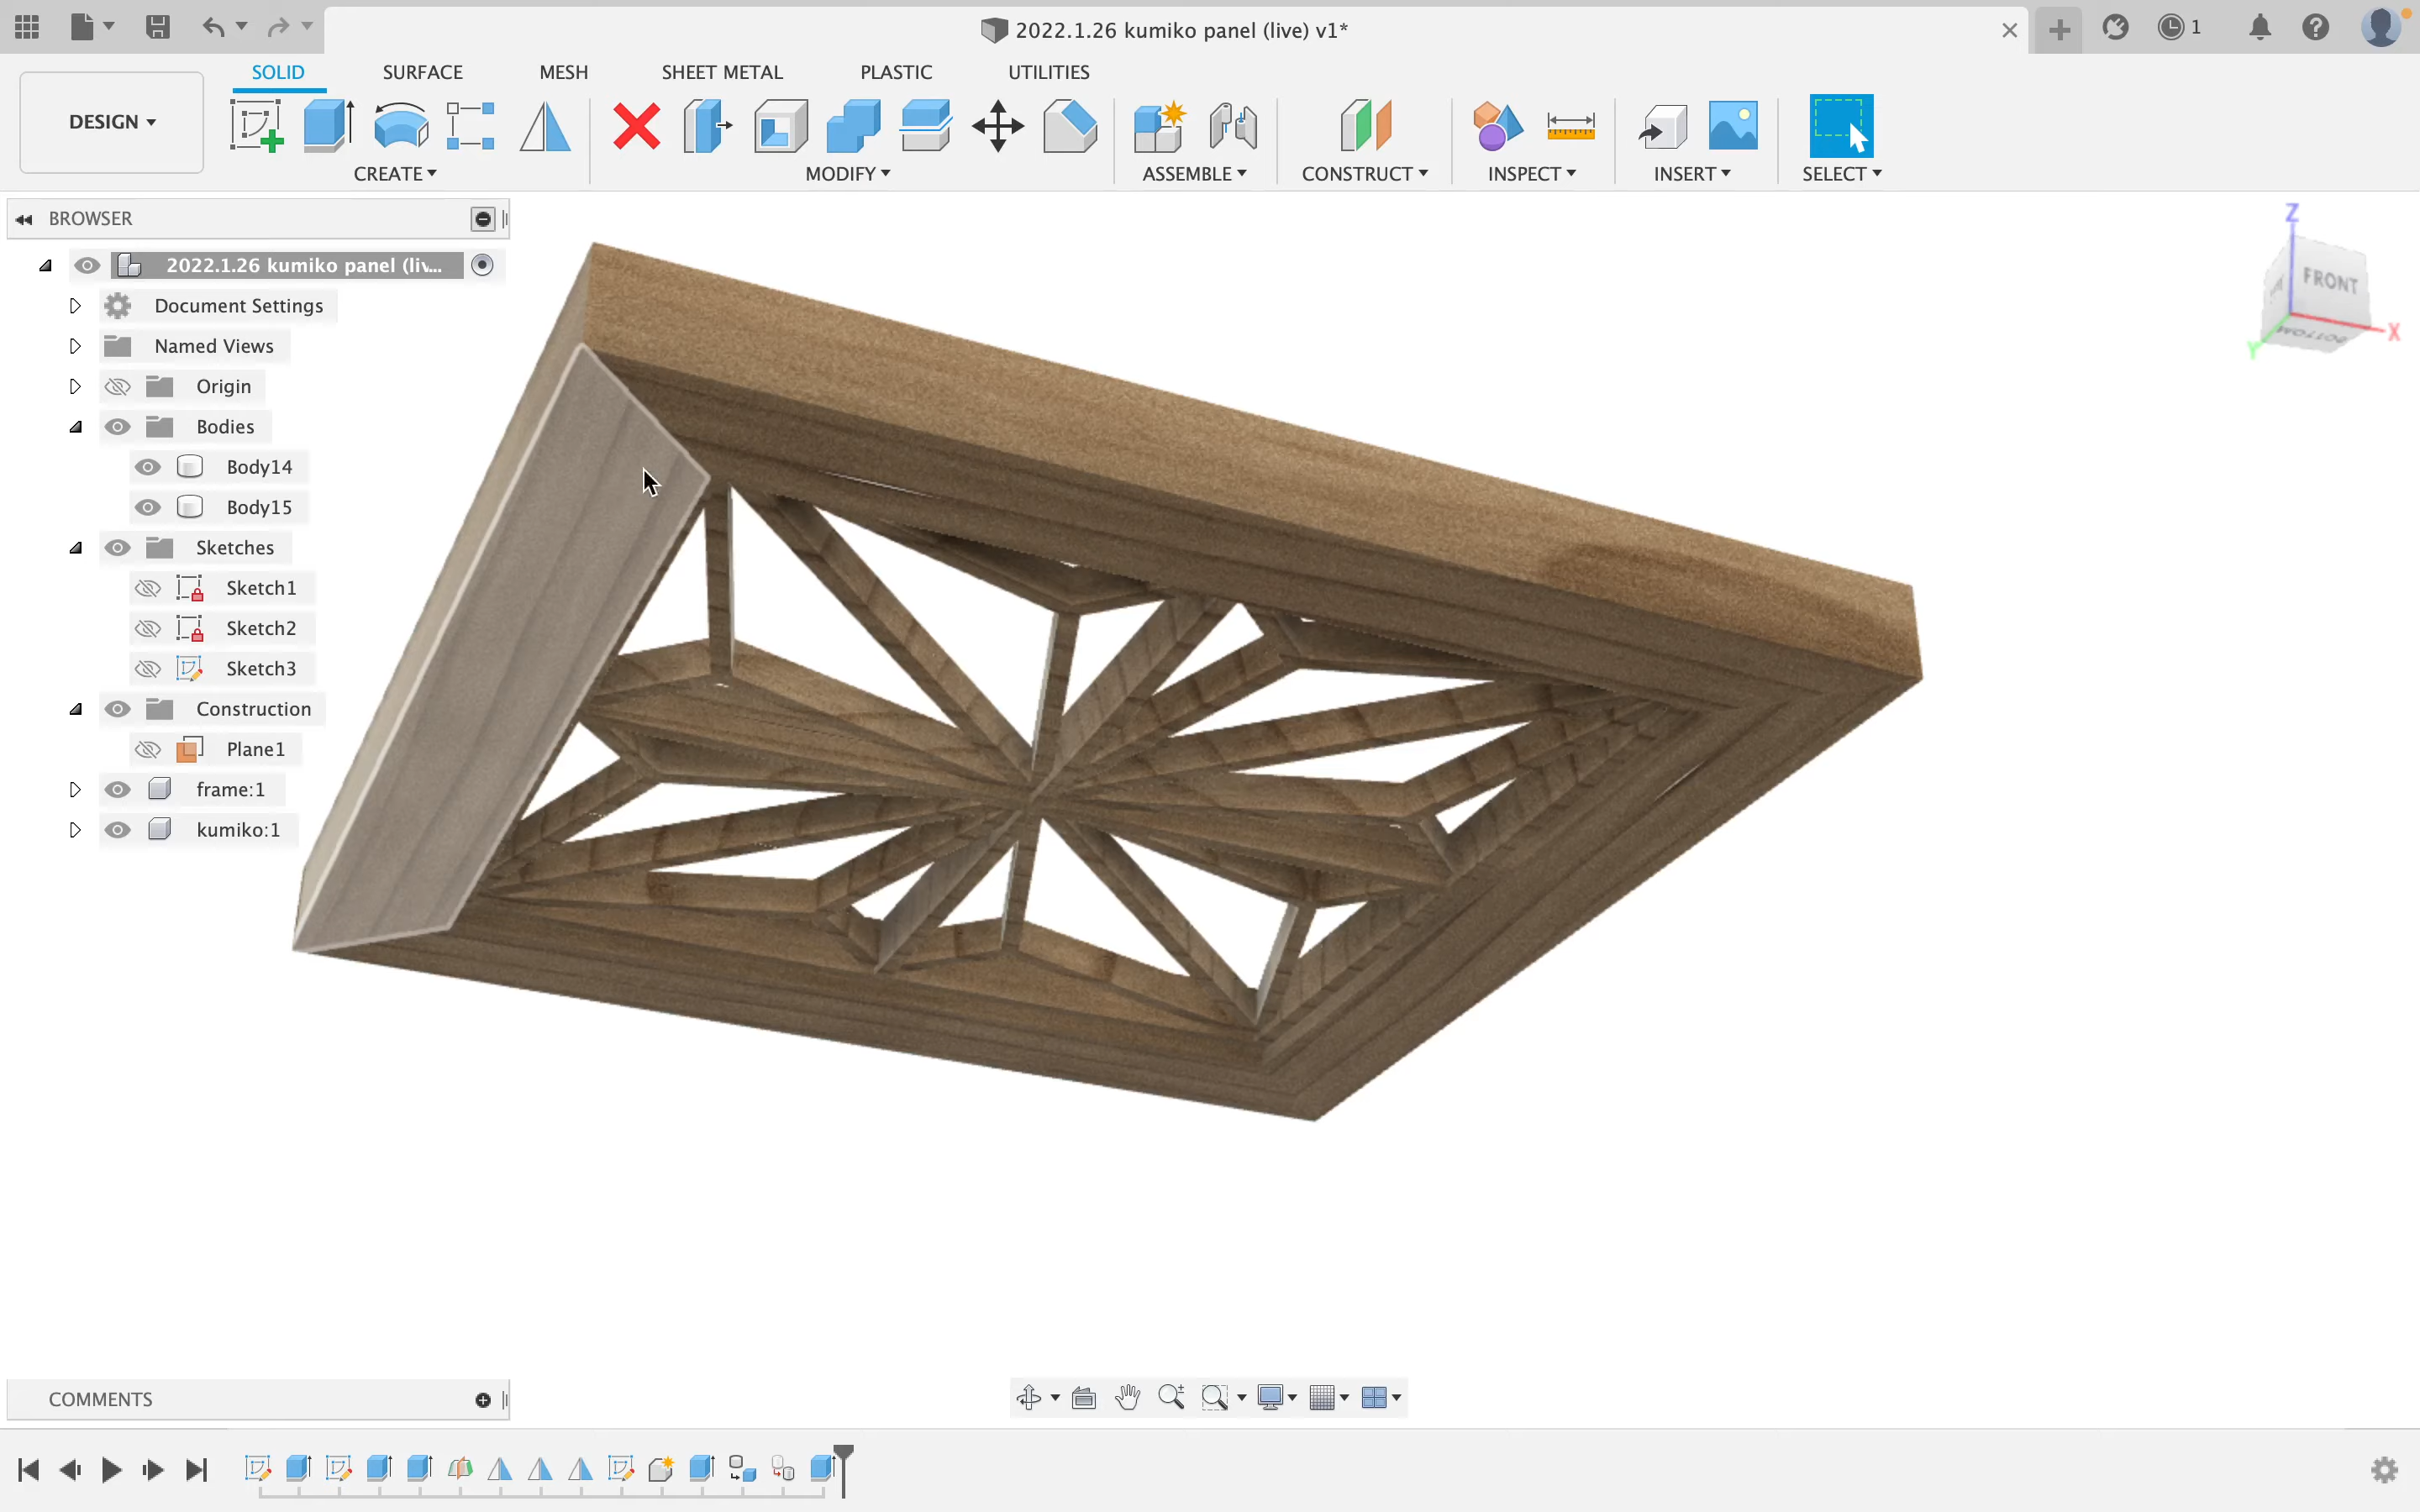 2022.1.26 kumiko panel (live) v1*
1
SOLID SURFACE MESH SHEET METAL PLASTIC UTILITIES
DESIGN
CREATE MODIFY ASSEMBLE CONSTRUCT INSPECT INSERT SELECT
BROWSER
2022.1.26 kumiko panel (liv...
Document Settings
Named Views
Origin
Bodies
Body14
Body15
Sketches
Sketch1
Sketch2
Sketch3
Construction
Plane1
frame:1
kumiko:1
Z
FRONT
X
BOTTOM
Y
COMMENTS